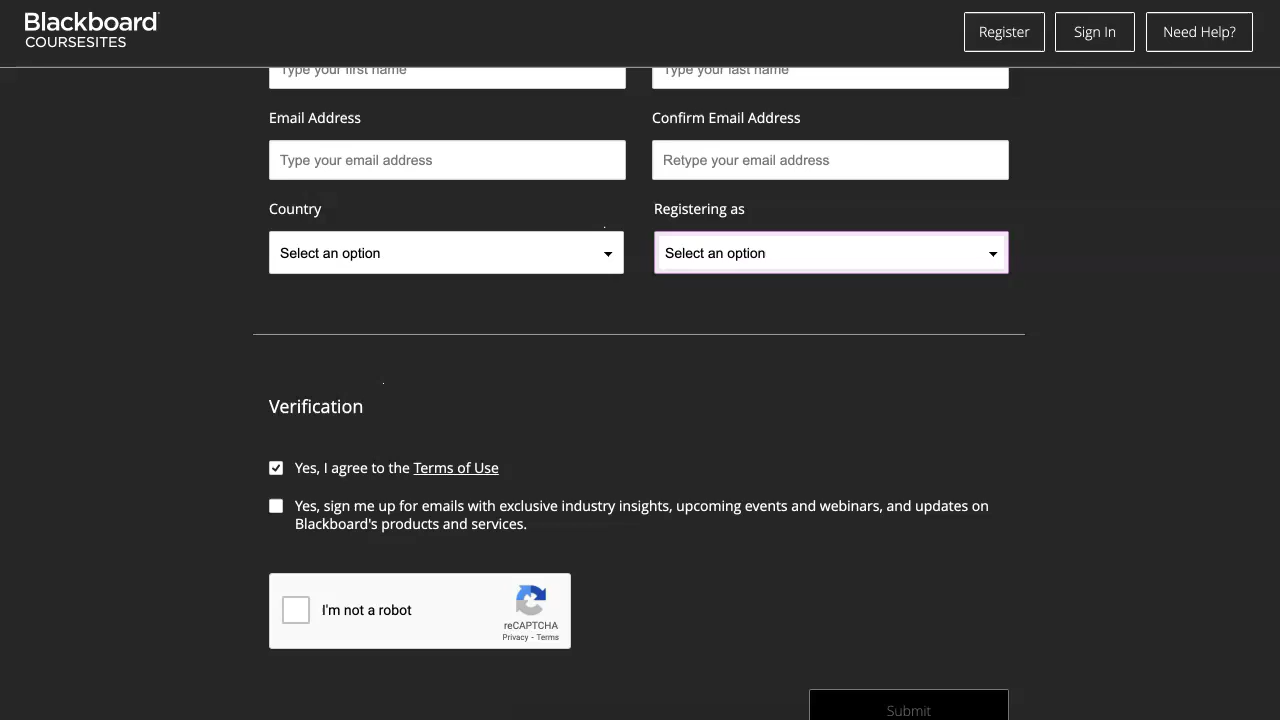 Blackboard
COURSESITES
Register
Sign In
Need Help?
Type your first name
Type your last name
Email Address
Confirm Email Address
Type your email address
Retype your email address
Country
Registering as
Select an option
Select an option
Verification
Yes, I agree to the Terms of Use
Yes, sign me up for emails with exclusive industry insights, upcoming events and webinars, and updates on
Blackboard's products and services.
I'm not a robot
reCAPTCHA
Privacy - Terms
Submit